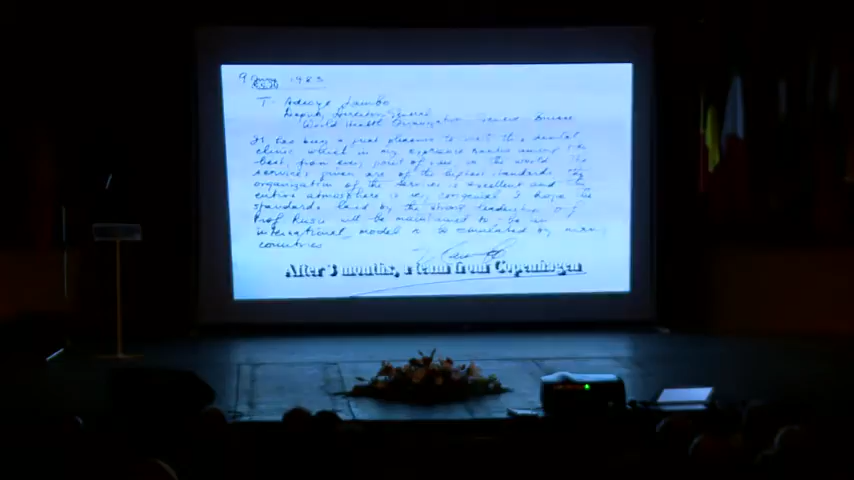 9 1983
T. Adeoye Lambo
Deputy Director General
World Health Organization Geneva
It has been a great pleasure to visit this dental
clinic which in my experience ranks among the
best, from every point of view, in the world. The
services given are of the highest standards. The
organization of the services is excellent and the
entire atmosphere is very congenial. I hope the
standards laid by the strong leadership of
Prof. will be maintained to be an
international model to be emulated by many
countries
After 3 months, a team from Copenhagen